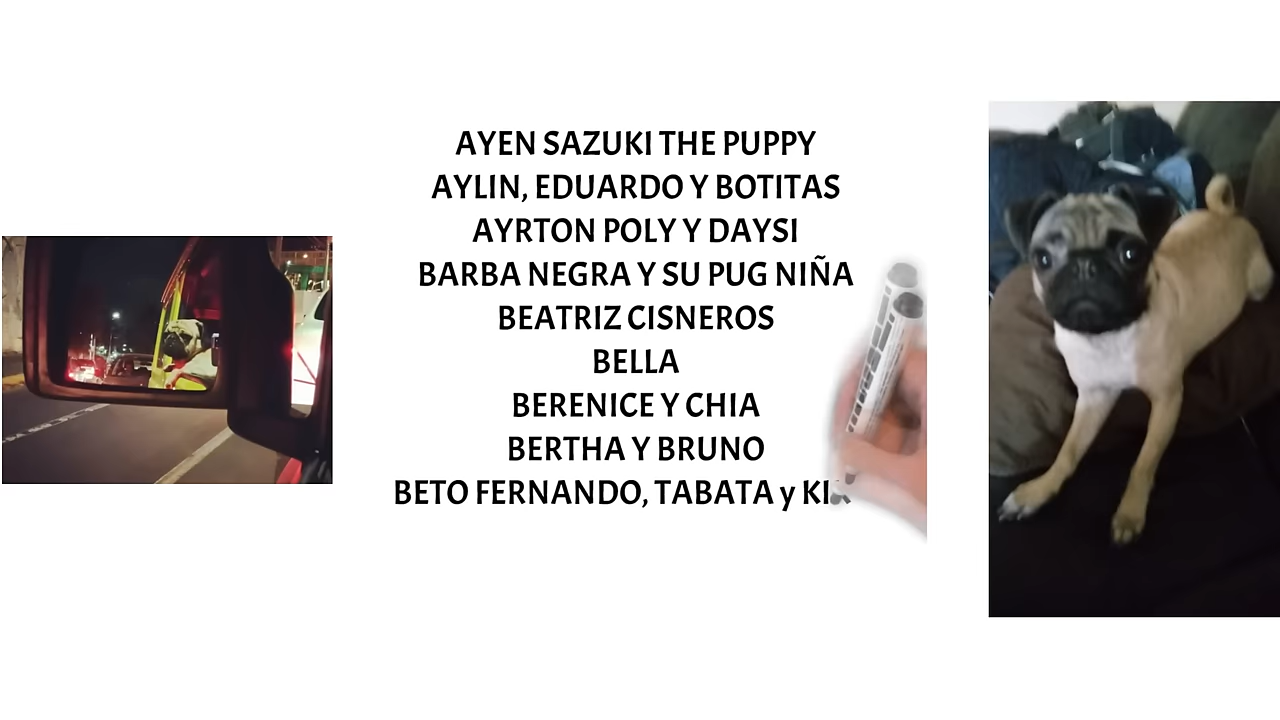 AYEN SAZUKI THE PUPPY
AYLIN, EDUARDO Y BOTITAS
AYRTON POLY Y DAYSI
BARBA NEGRA Y SU PUG NIÑA
BEATRIZ CISNEROS
BELLA
BERENICE Y CHIA
BERTHA Y BRUNO
BETO FERNANDO, TABATA y